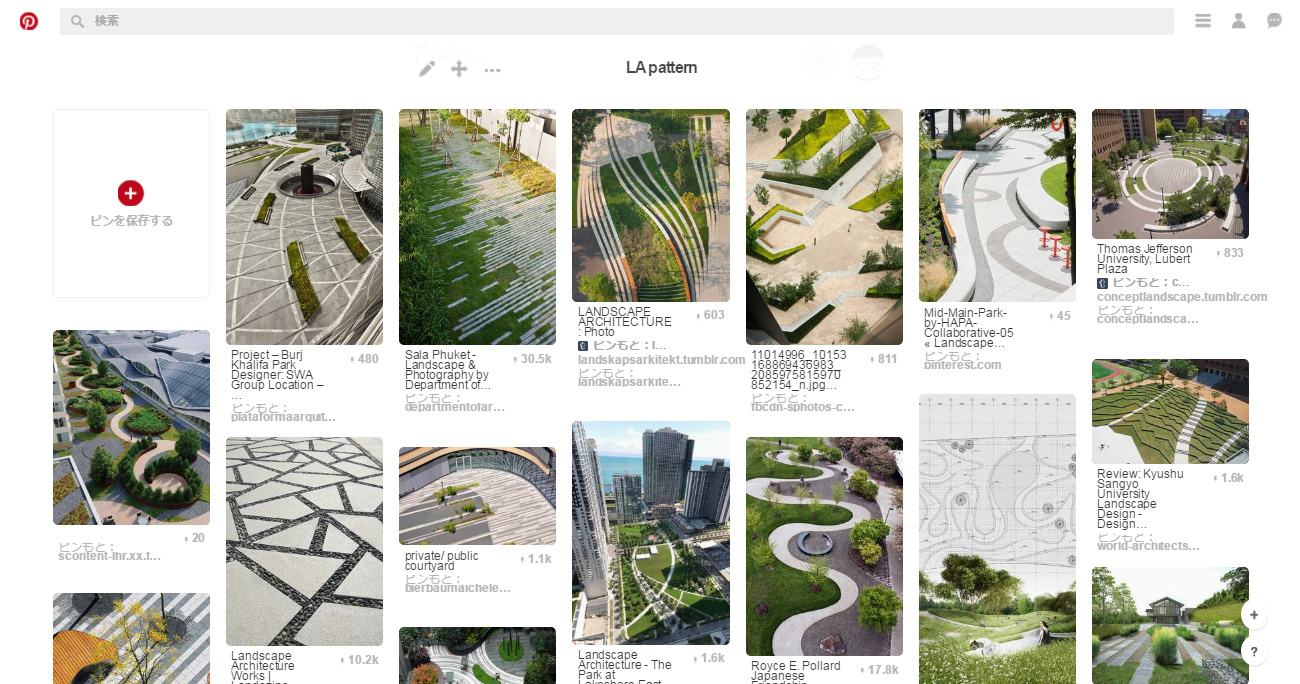 検索
LA pattern
ピンを保存する
20
ピンもと：
scontent-lhr.xx.f…
Project – Burj
Khalifa Park
Designer: SWA
Group Location –
…
480
ピンもと：
plataformaarquit…
Landscape
Architecture
Works |
10.2k
Sala Phuket -
Landscape &
Photography by
Department of…
30.5k
ピンもと：
departmentofar…
private/ public
courtyard
1.1k
ピンもと：
bierbaumaichele…
LANDSCAPE
ARCHITECTURE
: Photo
603
ピンもと：l…
landskapsarkitekt.tumblr.com
ピンもと：
landskapsarkite…
Landscape
Architecture - The
Park at
Lakeshore East
1.6k
11014996_10153
168869436983_
2085975815970
852154_n.jpg…
811
ピンもと：
fbcdn-sphotos-c…
Royce E. Pollard
Japanese
Friendship
17.8k
Mid-Main-Park-
by-HAPA-
Collaborative-05
« Landscape…
45
ピンもと：
pinterest.com
Thomas Jefferson
University, Lubert
Plaza
833
ピンもと：c…
conceptlandscape.tumblr.com
ピンもと：
conceptlandsca…
Review: Kyushu
Sangyo
University
Landscape
Design -
Design…
1.6k
ピンもと：
world-architects…
+
?